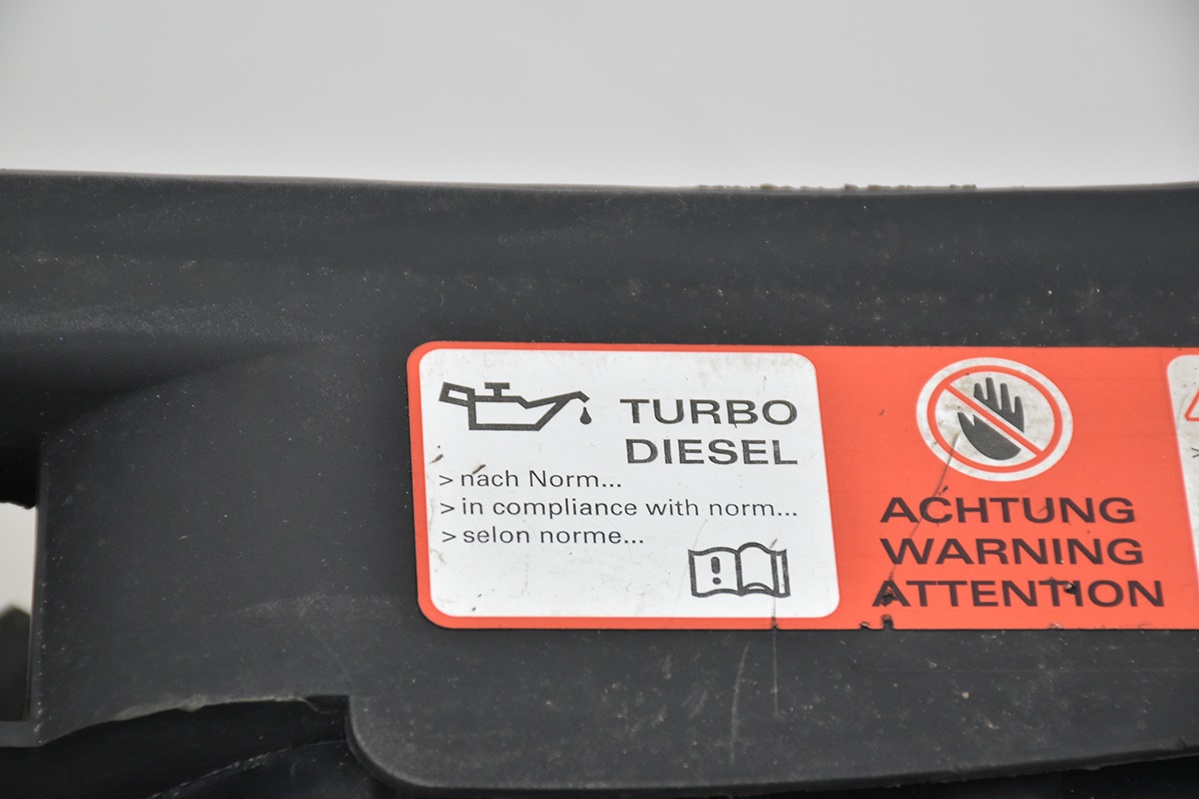 TURBO
DIESEL
> nach Norm...
> in compliance with norm...
> selon norme...
ACHTUNG
WARNING
ATTENTION